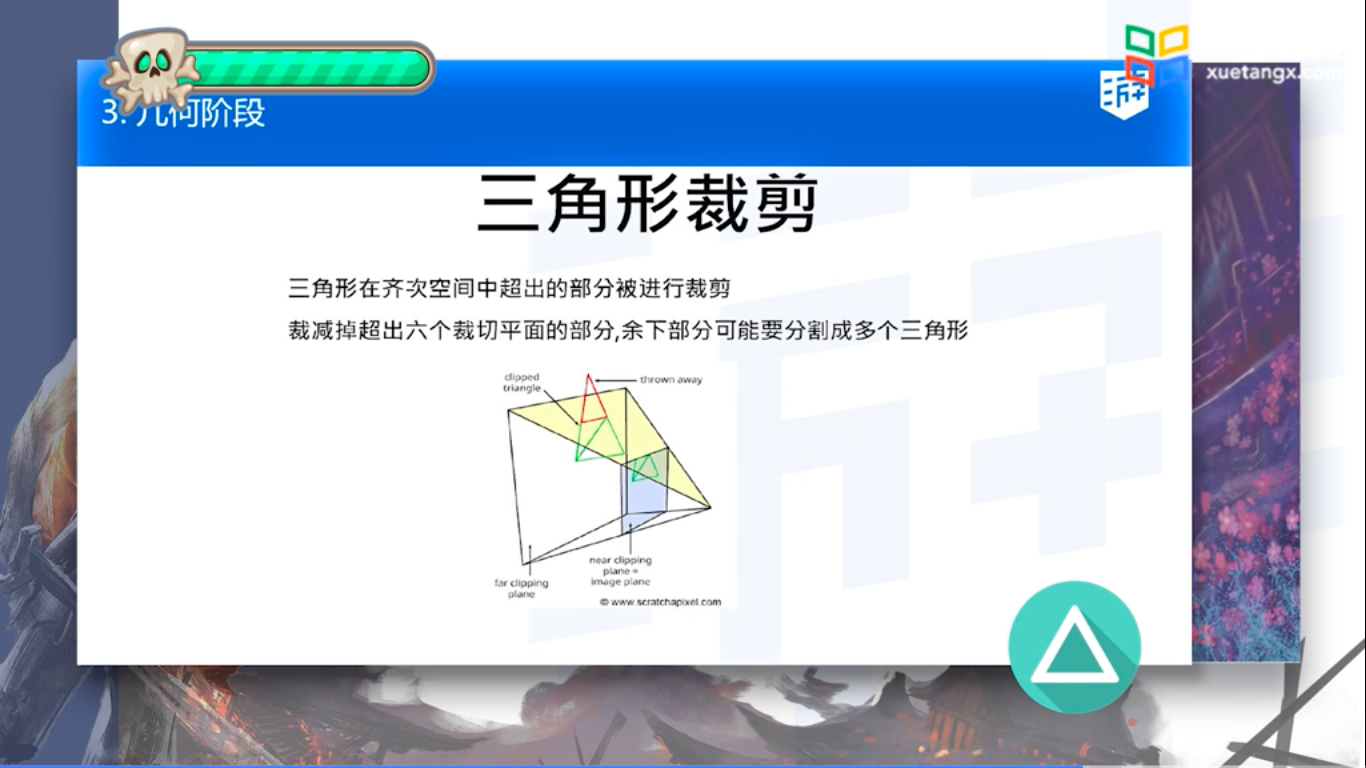 xuetangx.com
3. 几何阶段
游
三角形裁剪
三角形在齐次空间中超出的部分被进行裁剪
裁减掉超出六个裁切平面的部分,余下部分可能要分割成多个三角形
clipped
triangle
thrown away
near clipping
plane =
image plane
far clipping
plane
© www.scratchapixel.com